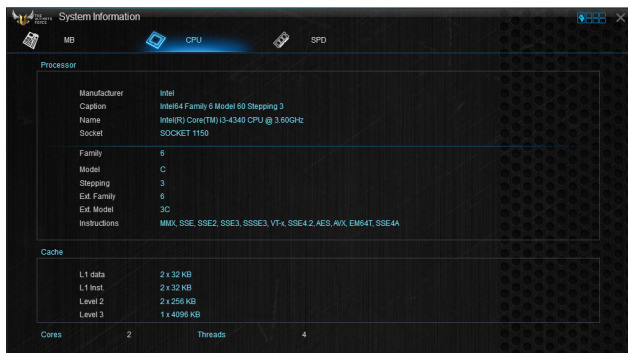 THE ULTIMATE FORCE System Information
MB CPU SPD
Processor
Manufacturer Intel
Caption Intel64 Family 6 Model 60 Stepping 3
Name Intel(R) Core(TM) i3-4340 CPU @ 3.60GHz
Socket SOCKET 1150
Family 6
Model C
Stepping 3
Ext. Family 6
Ext. Model 3C
Instructions MMX, SSE, SSE2, SSE3, SSSE3, VT-x, SSE4.2, AES, AVX, EM64T, SSE4A
Cache
L1 data 2 x 32 KB
L1 Inst. 2 x 32 KB
Level 2 2 x 256 KB
Level 3 1 x 4096 KB
Cores 2 Threads 4